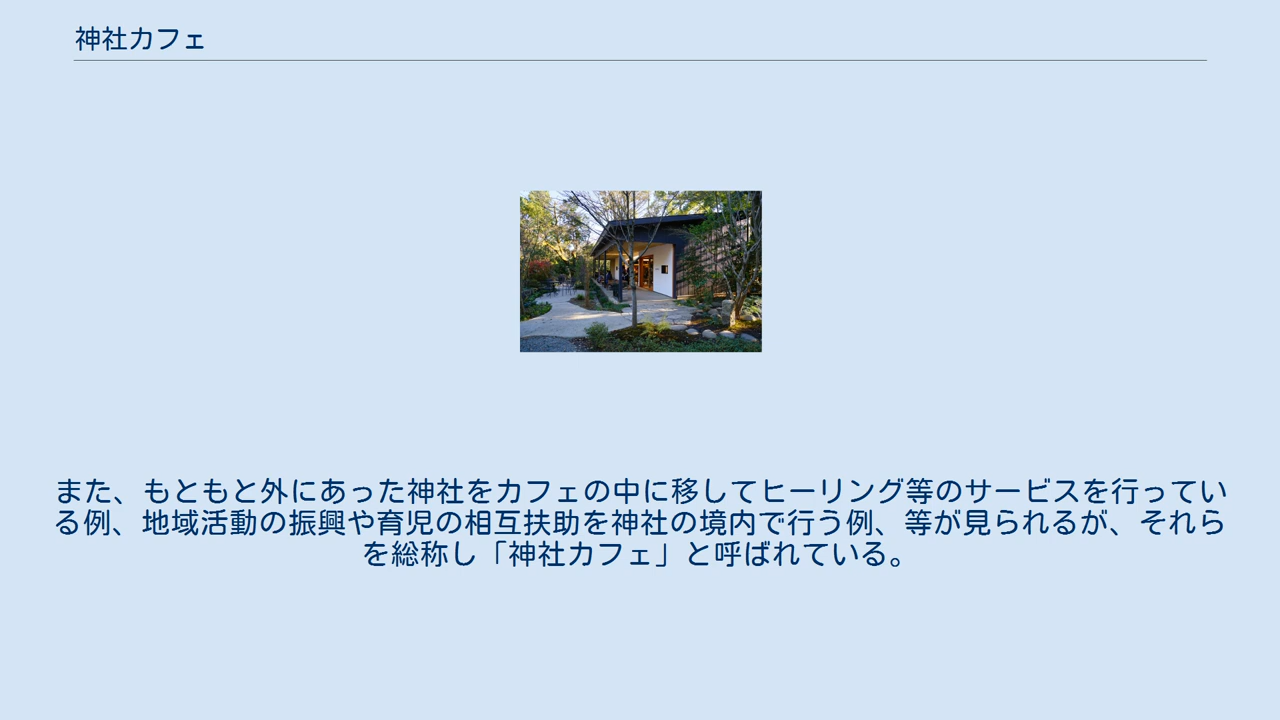 神社カフェ
また、もともと外にあった神社をカフェの中に移してヒーリング等のサービスを行ってい
る例、地域活動の振興や育児の相互扶助を神社の境内で行う例、等が見られるが、それら
を総称し「神社カフェ」と呼ばれている。